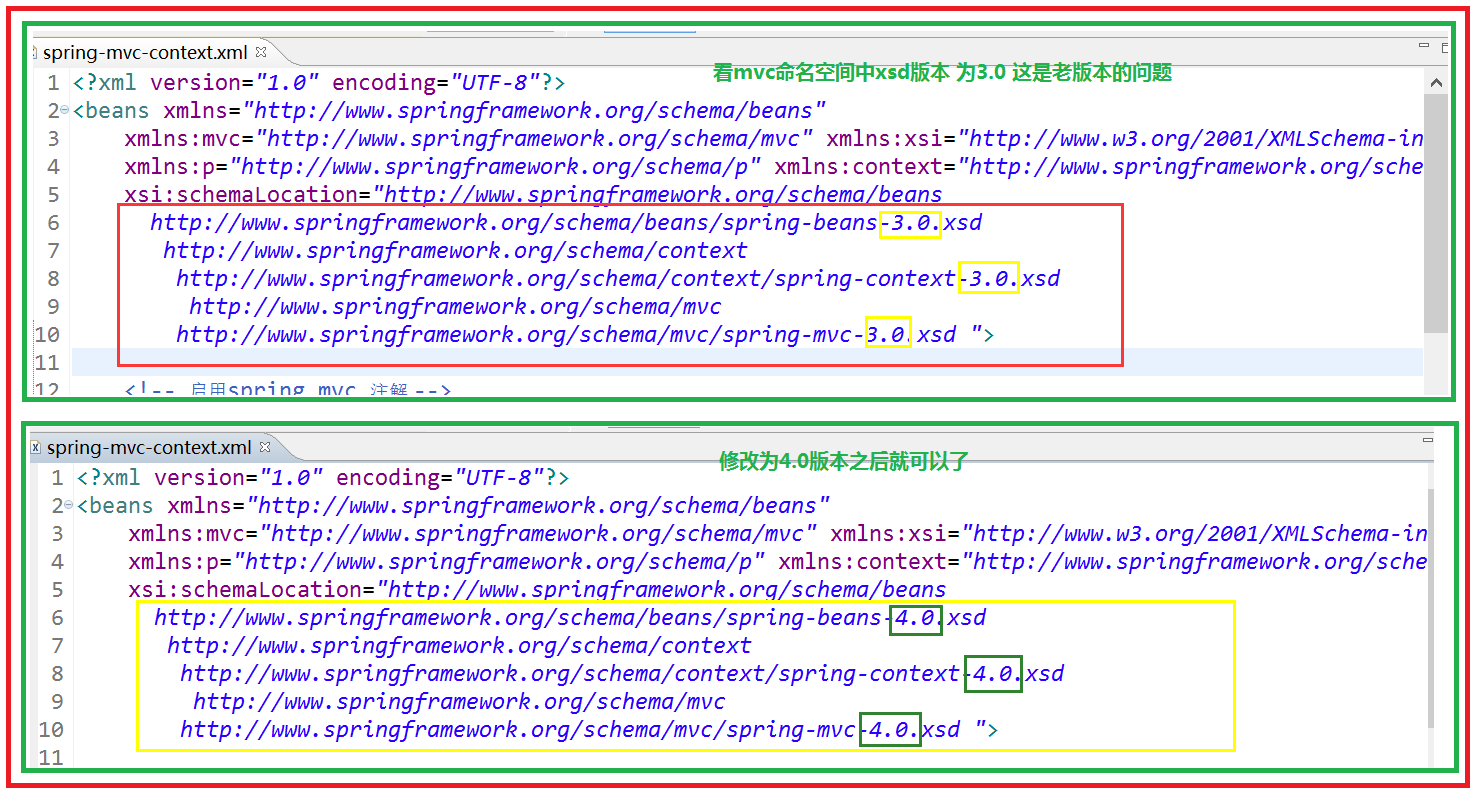 spring-mvc-context.xml
看mvc命名空间中xsd版本 为3.0 这是老版本的问题
1 <?xml version="1.0" encoding="UTF-8"?>
2 <beans xmlns="http://www.springframework.org/schema/beans"
3 xmlns:mvc="http://www.springframework.org/schema/mvc" xmlns:xsi="http://www.w3.org/2001/XMLSchema-in
4 xmlns:p="http://www.springframework.org/schema/p" xmlns:context="http://www.springframework.org/sche
5 xsi:schemaLocation="http://www.springframework.org/schema/beans
6 http://www.springframework.org/schema/beans/spring-beans-3.0.xsd
7 http://www.springframework.org/schema/context
8 http://www.springframework.org/schema/context/spring-context-3.0.xsd
9 http://www.springframework.org/schema/mvc
10 http://www.springframework.org/schema/mvc/spring-mvc-3.0.xsd ">
11
12 <!-- 启用spring mvc 注解 -->
spring-mvc-context.xml
修改为4.0版本之后就可以了
1 <?xml version="1.0" encoding="UTF-8"?>
2 <beans xmlns="http://www.springframework.org/schema/beans"
3 xmlns:mvc="http://www.springframework.org/schema/mvc" xmlns:xsi="http://www.w3.org/2001/XMLSchema-in
4 xmlns:p="http://www.springframework.org/schema/p" xmlns:context="http://www.springframework.org/sche
5 xsi:schemaLocation="http://www.springframework.org/schema/beans
6 http://www.springframework.org/schema/beans/spring-beans-4.0.xsd
7 http://www.springframework.org/schema/context
8 http://www.springframework.org/schema/context/spring-context-4.0.xsd
9 http://www.springframework.org/schema/mvc
10 http://www.springframework.org/schema/mvc/spring-mvc-4.0.xsd ">
11